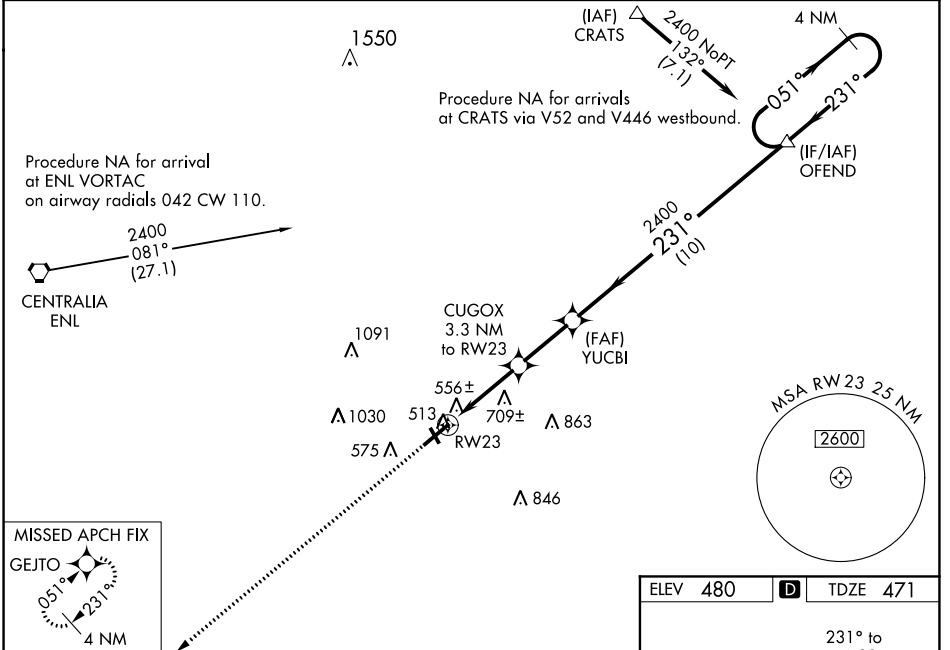 1550
(IAF)
CRATS
2400 NoPT
132°
(7.1)
4 NM
051°
231°
Procedure NA for arrivals
at CRATS via V52 and V446 westbound.
(IF/IAF)
OFEND
Procedure NA for arrival
at ENL VORTAC
on airway radials 042 CW 110.
2400
081°
(27.1)
CENTRALIA
ENL
2400
231°
(10)
CUGOX
3.3 NM
to RW23
(FAF)
YUCBI
1091
556±
709±
1030
513
863
575
RW23
846
MSA RW23 25 NM
2600
MISSED APCH FIX
GEJTO
051°
231°
4 NM
ELEV 480 D TDZE 471
231° to